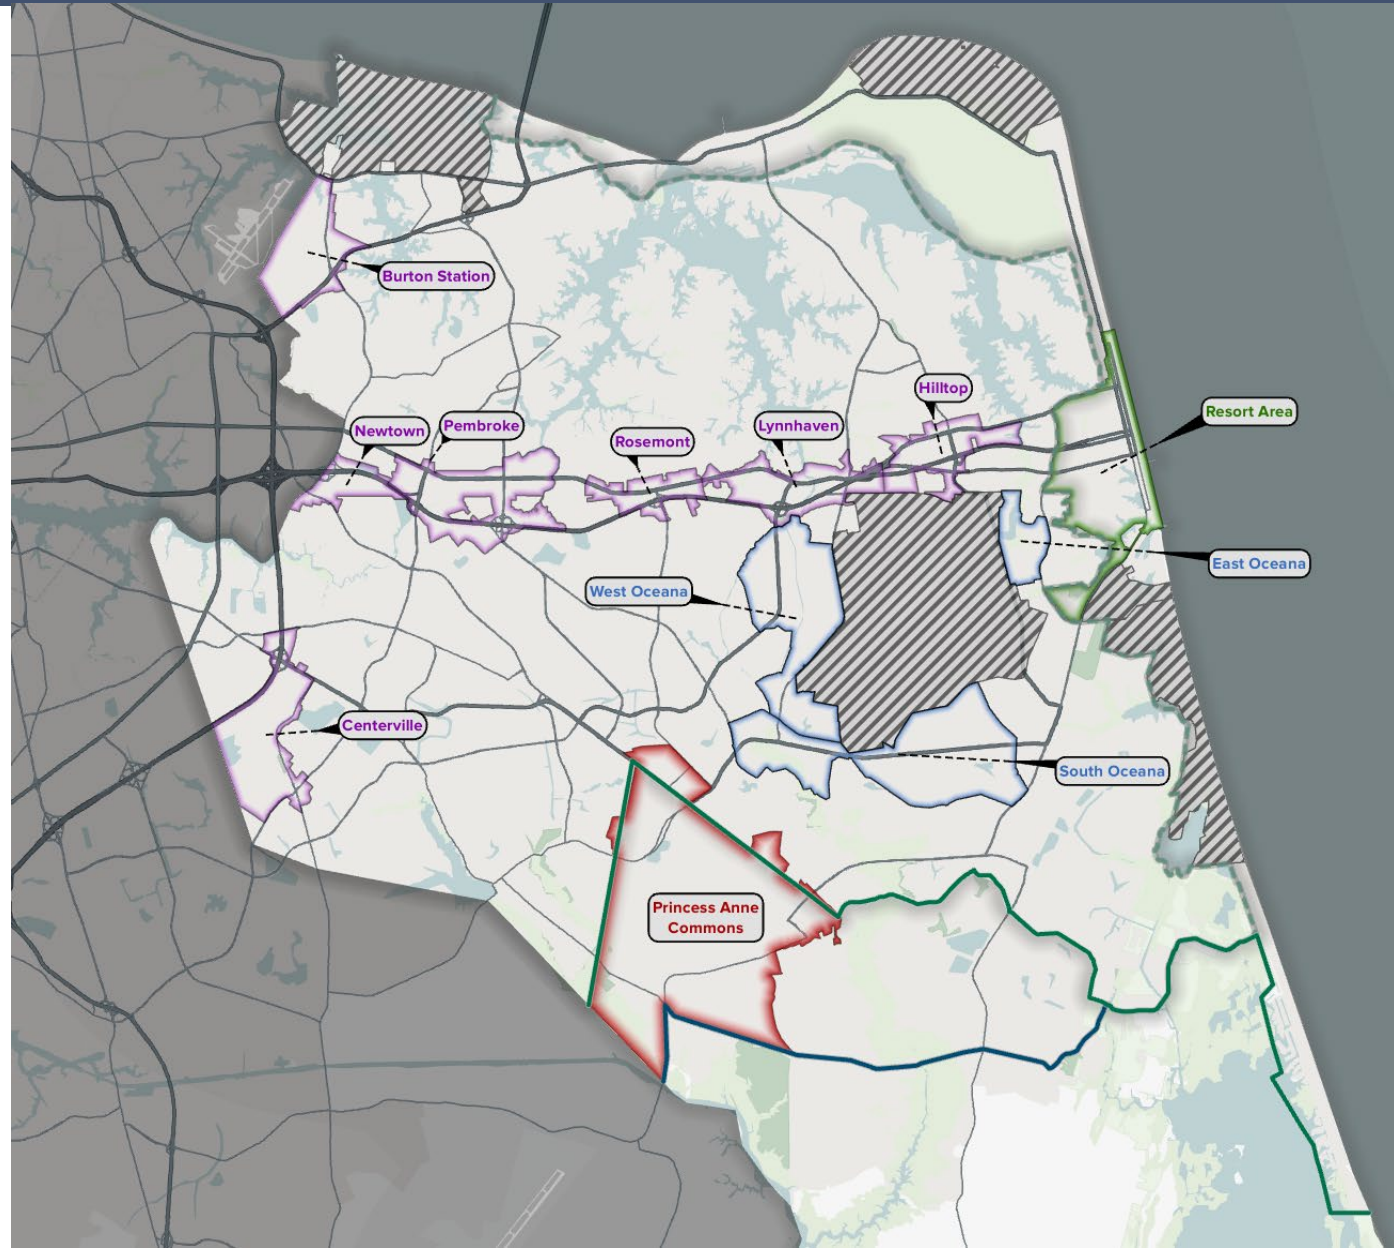 Burton Station
Hilltop
Resort Area
Pembroke
Newtown
Lynnhaven
Rosemont
East Oceana
West Oceana
Centerville
South Oceana
Princess Anne
Commons